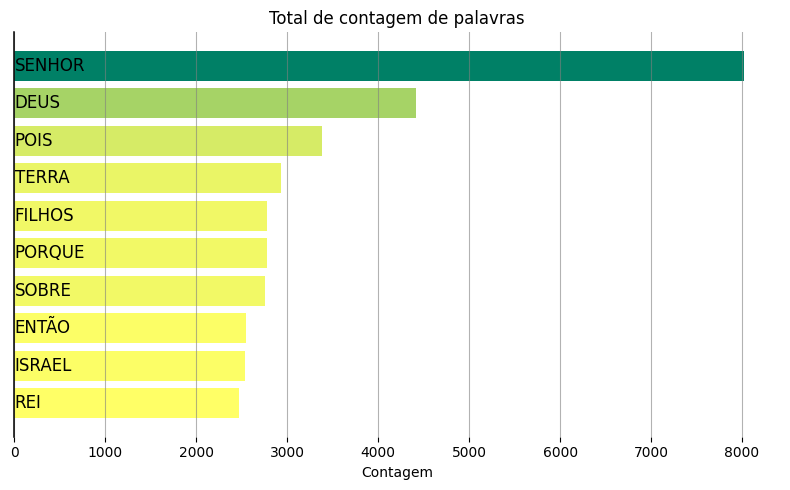 Total de contagem de palavras
SENHOR
DEUS
POIS
TERRA
FILHOS
PORQUE
SOBRE
ENTÃO
ISRAEL
REI
0 1000 2000 3000 4000 5000 6000 7000 8000
Contagem